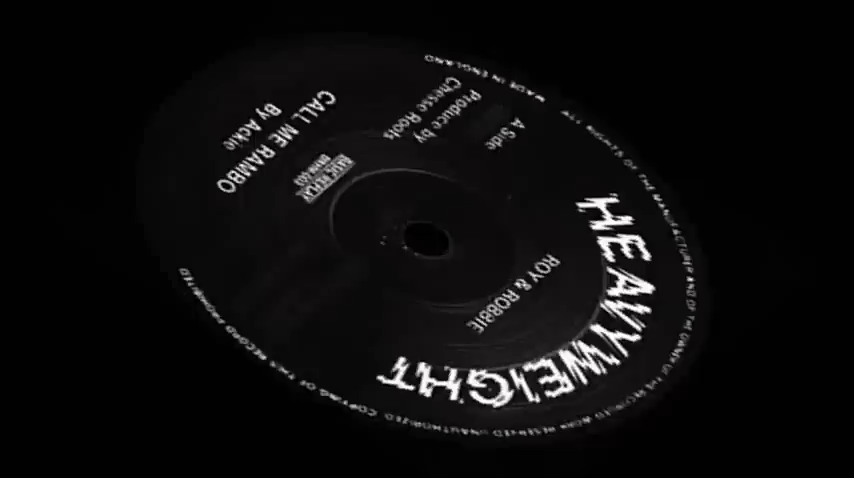 HEAVYWEIGHT
ROY & ROBBIE
A Side
Produce by
Chesse Roots
CALL ME RAMBO
By Ackie
MADE IN ENGLAND
ALL RIGHTS OF THE MANUFACTURER AND OF THE OWNER OF THE RECORDED WORK RESERVED UNAUTHORIZED COPYING OF THIS RECORD PROHIBITED